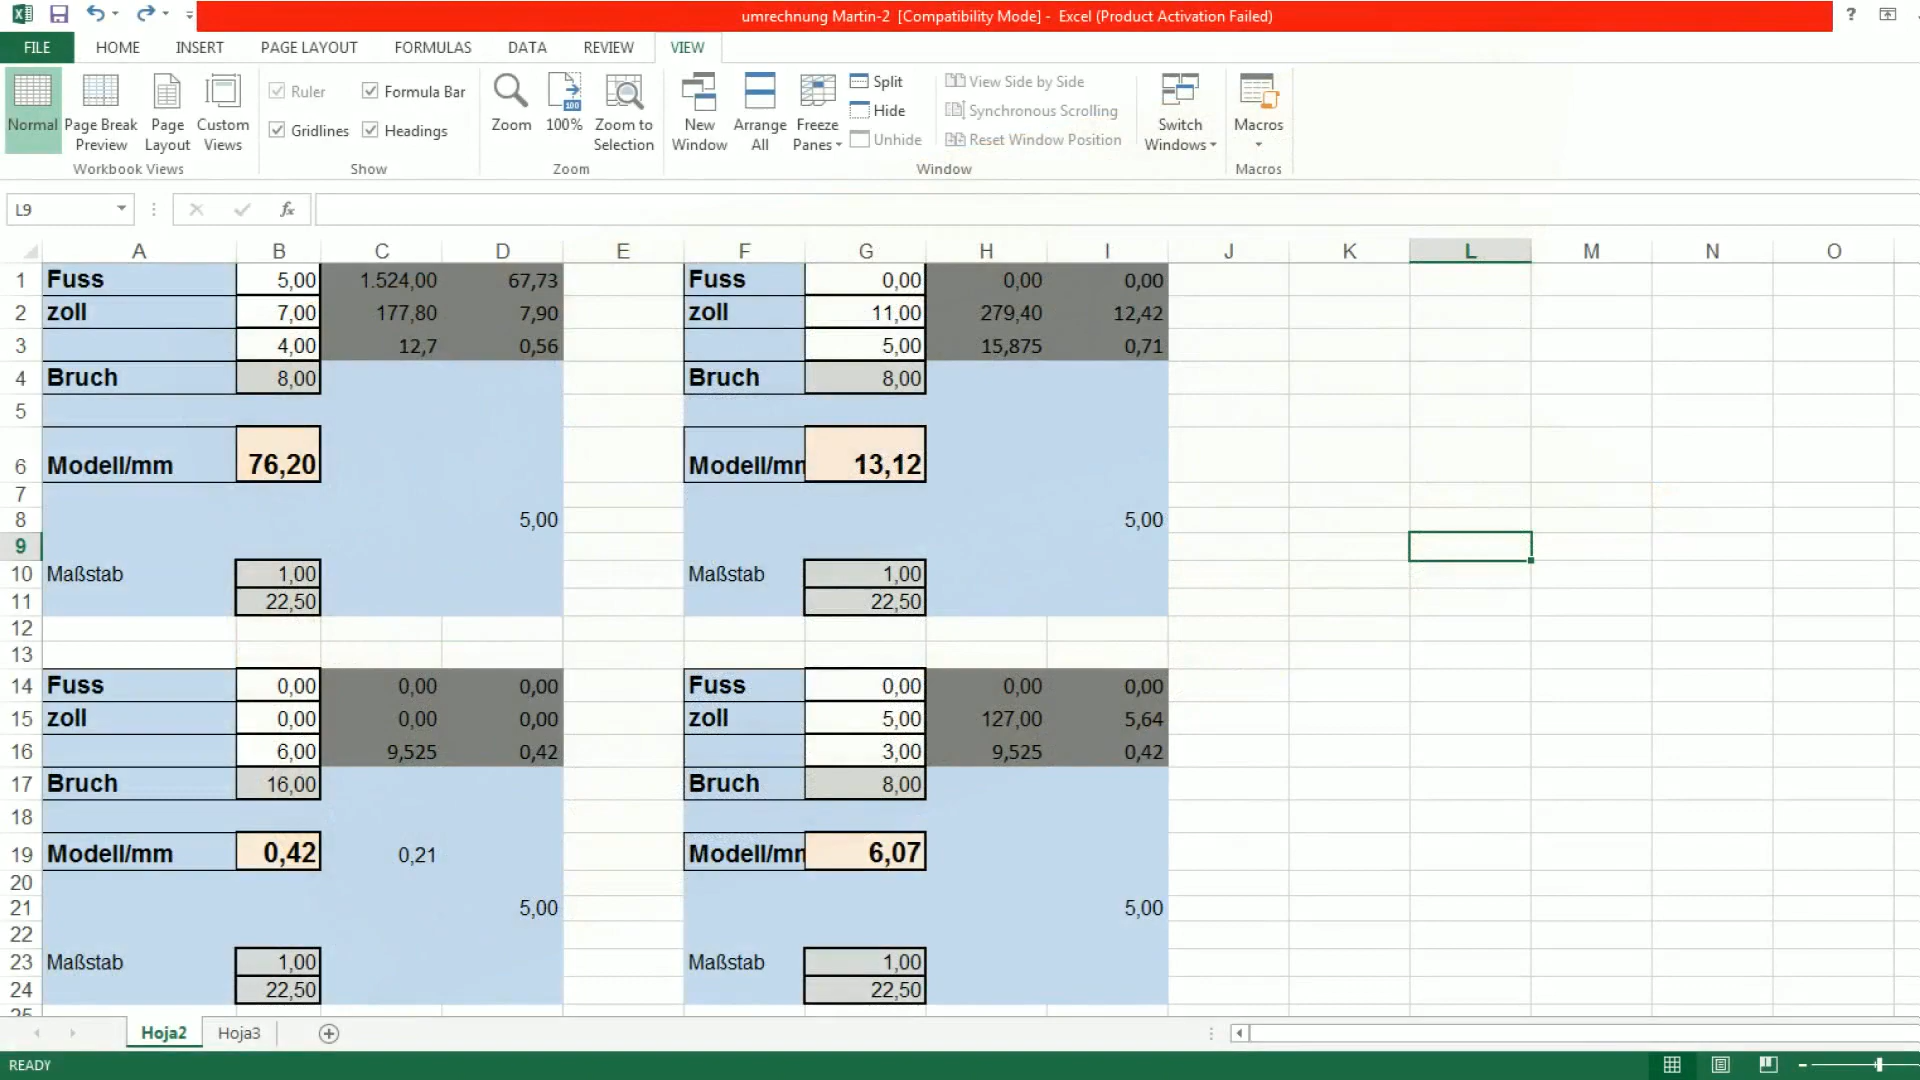 umrechnung Martin-2 [Compatibility Mode] - Excel (Product Activation Failed) ?
FILE HOME INSERT PAGE LAYOUT FORMULAS DATA REVIEW VIEW
Normal
Page Break Preview
Page Layout
Custom Views
Workbook Views
Ruler Formula Bar
Gridlines Headings
Show
Zoom
100%
Zoom to Selection
Zoom
New Window
Arrange All
Freeze Panes
Split
Hide
Unhide
View Side by Side
Synchronous Scrolling
Reset Window Position
Window
Switch Windows
Macros
Macros
L9 fx
A B C D E F G H I J K L M N O
1 Fuss 5,00 1.524,00 67,73 Fuss 0,00 0,00 0,00
2 zoll 7,00 177,80 7,90 zoll 11,00 279,40 12,42
3 4,00 12,7 0,56 5,00 15,875 0,71
4 Bruch 8,00 Bruch 8,00
5
6 Modell/mm 76,20 Modell/mm 13,12
7
8 5,00 5,00
9
10 Maßstab 1,00 Maßstab 1,00
11 22,50 22,50
12
13
14 Fuss 0,00 0,00 0,00 Fuss 0,00 0,00 0,00
15 zoll 0,00 0,00 0,00 zoll 5,00 127,00 5,64
16 6,00 9,525 0,42 3,00 9,525 0,42
17 Bruch 16,00 Bruch 8,00
18
19 Modell/mm 0,42 0,21 Modell/mm 6,07
20
21 5,00 5,00
22
23 Maßstab 1,00 Maßstab 1,00
24 22,50 22,50
25
Hoja2 Hoja3
READY